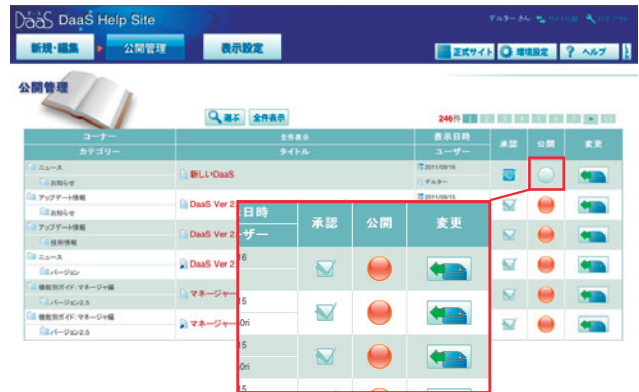 DaaS DaaS Help Site
デルター さん
新規・編集 公開管理 表示設定
正式サイト 環境設定 ? ヘルプ
公開管理
選ぶ 全件表示
246件
コーナー 全件表示 表示日時 承認 公開 変更
カテゴリー タイトル ユーザー
ニュース 新しいDaaS 2011/09/16
お知らせ デルター
アップデート情報 DaaS Ver 2. 2011/09/15
お知らせ
アップデート情報 DaaS Ver 2.
技術情報
ニュース DaaS Ver 2
バージョン
機能別ガイド:マネージャ編 マネージャー
バージョン2.5
機能別ガイド:マネージャ編 マネージャー
バージョン2.5
日時 承認 公開 変更
ザー
16
15
0ri
15
0ri
15